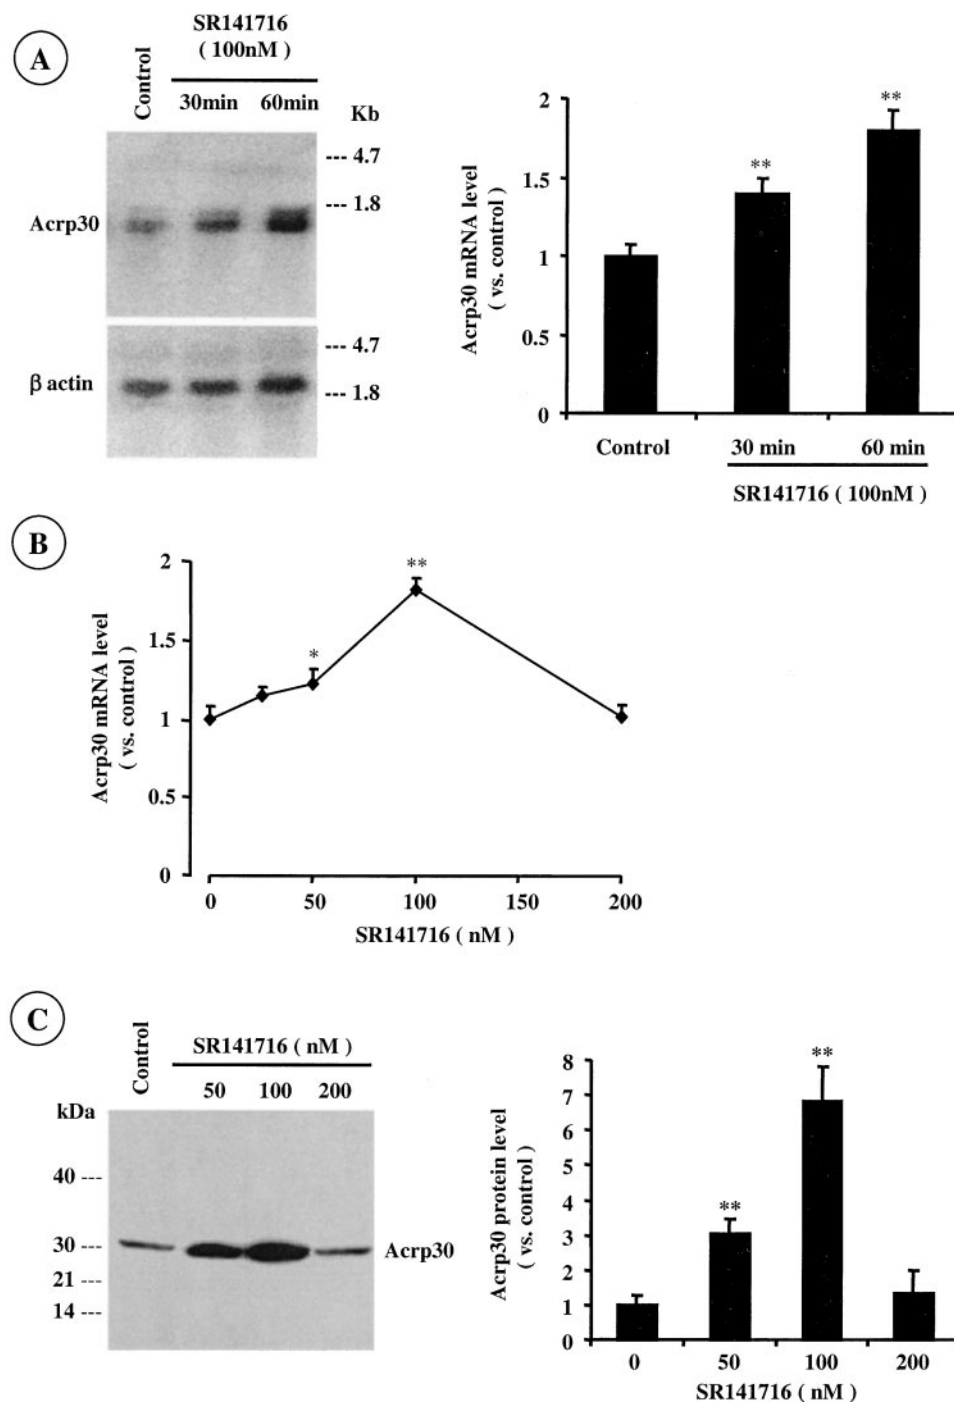 A
Control
SR141716
( 100nM )
30min 60min
Kb
--- 4.7
--- 1.8
Acrp30
--- 4.7
--- 1.8
β actin
Acrp30 mRNA level
( vs. control )
2
1.5
1
0.5
0
**
**
Control 30 min 60 min
SR141716 ( 100nM )
B
Acrp30 mRNA level
( vs. control )
2
1.5
1
0.5
0
*
**
0 50 100 150 200
SR141716 ( nM )
C
Control
SR141716 ( nM )
50 100 200
kDa
40 ---
30 ---
21 ---
14 ---
Acrp30
Acrp30 protein level
( vs. control )
8
7
6
5
4
3
2
1
0
**
**
0 50 100 200
SR141716 ( nM )